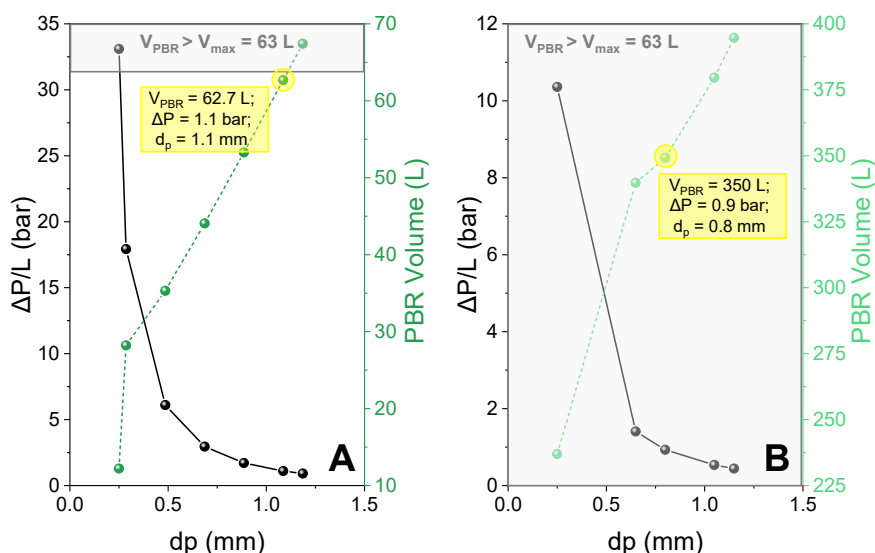 35
30
25
20
15
10
5
0
ΔP/L (bar)
V_PBR > V_max = 63 L
V_PBR = 62.7 L;
ΔP = 1.1 bar;
d_p = 1.1 mm
A
70
60
50
40
30
20
10
PBR Volume (L)
0.0 0.5 1.0 1.5
dp (mm)
12
10
8
6
4
2
0
ΔP/L (bar)
V_PBR > V_max = 63 L
V_PBR = 350 L;
ΔP = 0.9 bar;
d_p = 0.8 mm
B
400
375
350
325
300
275
250
225
PBR Volume (L)
0.0 0.5 1.0 1.5
dp (mm)